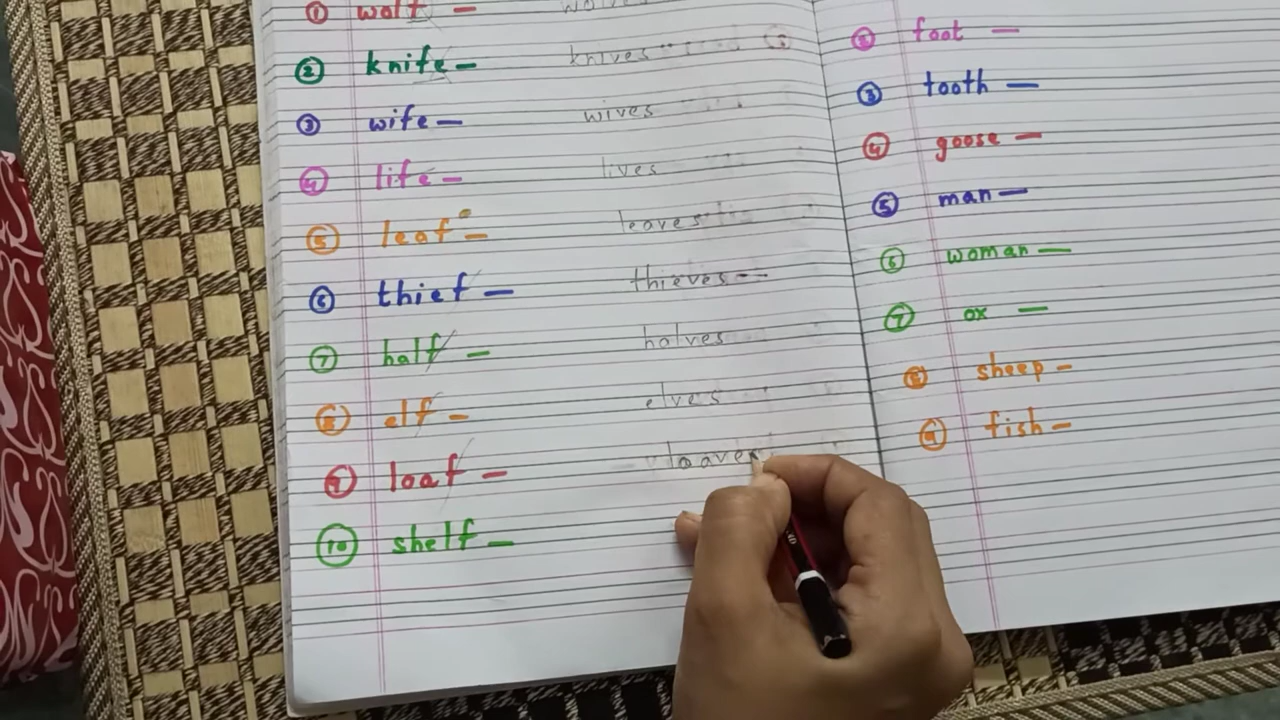 ① wolf - wolves
② knife - knives
③ wife - wives
④ life - lives
⑤ leaf - leaves
⑥ thief - thieves
⑦ half - halves
⑧ elf - elves
⑨ loaf - loave
⑩ shelf -
② foot -
③ tooth -
④ goose -
⑤ man -
⑥ woman -
⑦ ox -
⑧ sheep -
⑨ fish -